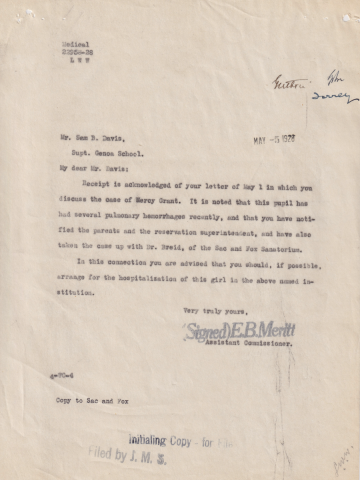 Medical
L W W
MAY -5 1928
Mr. Sam B. Davis,
Supt. Genoa School.
My dear Mr. Davis:
Receipt is acknowledged of your letter of May 1 in which you
discuss the case of Mercy Grant. It is noted that this pupil has
had several pulmonary hemorrhages recently, and that you have noti-
fied the parents and the reservation superintendent, and have also
taken the case up with Dr. Breid, of the Sac and Fox Sanatorium.
In this connection you are advised that you should, if possible,
arrange for the hospitalization of this girl in the above named in-
stitution.
Very truly yours,
(Signed) E.B. Meritt
Assistant Commissioner.
Copy to Sac and Fox
Initialing Copy - for
Filed by J. M. S.